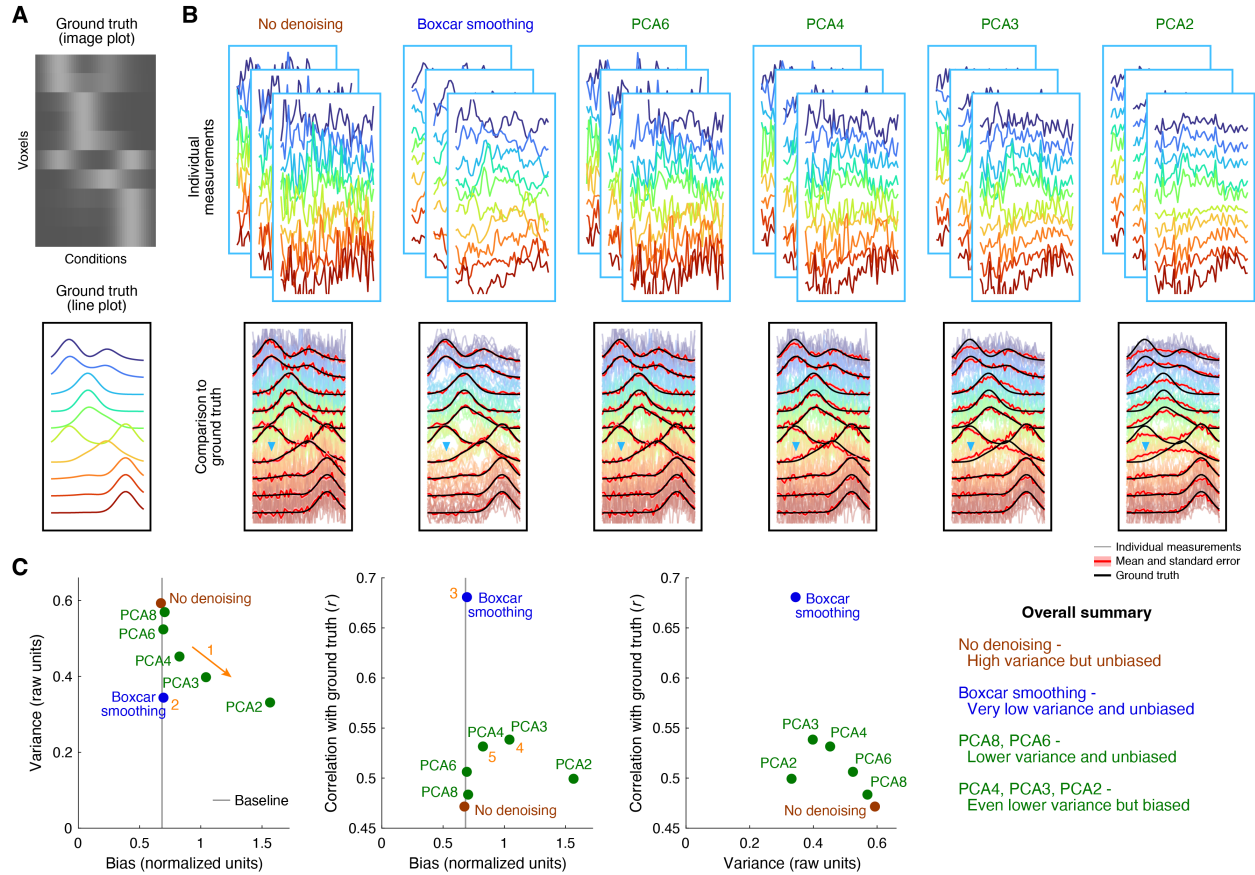 A
Ground truth
(image plot)
Voxels
Conditions
Ground truth
(line plot)
B
No denoising
Boxcar smoothing
PCA6
PCA4
PCA3
PCA2
Individual
measurements
Comparison to
ground truth
Individual measurements
Mean and standard error
Ground truth
C
Variance (raw units)
0.6
0.4
0.2
0
No denoising
PCA8
PCA6
PCA4
1
PCA3
Boxcar
smoothing
2
PCA2
Baseline
0
0.5
1
1.5
Bias (normalized units)
Correlation with ground truth (r)
0.7
0.65
0.6
0.55
0.5
0.45
3
Boxcar
smoothing
PCA4
PCA3
4
5
PCA6
PCA2
PCA8
No denoising
0
0.5
1
1.5
Bias (normalized units)
Correlation with ground truth (r)
0.7
0.65
0.6
0.55
0.5
0.45
Boxcar
smoothing
PCA3
PCA4
PCA2
PCA6
PCA8
No denoising
0
0.2
0.4
0.6
Variance (raw units)
Overall summary
No denoising -
High variance but unbiased
Boxcar smoothing -
Very low variance and unbiased
PCA8, PCA6 -
Lower variance and unbiased
PCA4, PCA3, PCA2 -
Even lower variance but biased